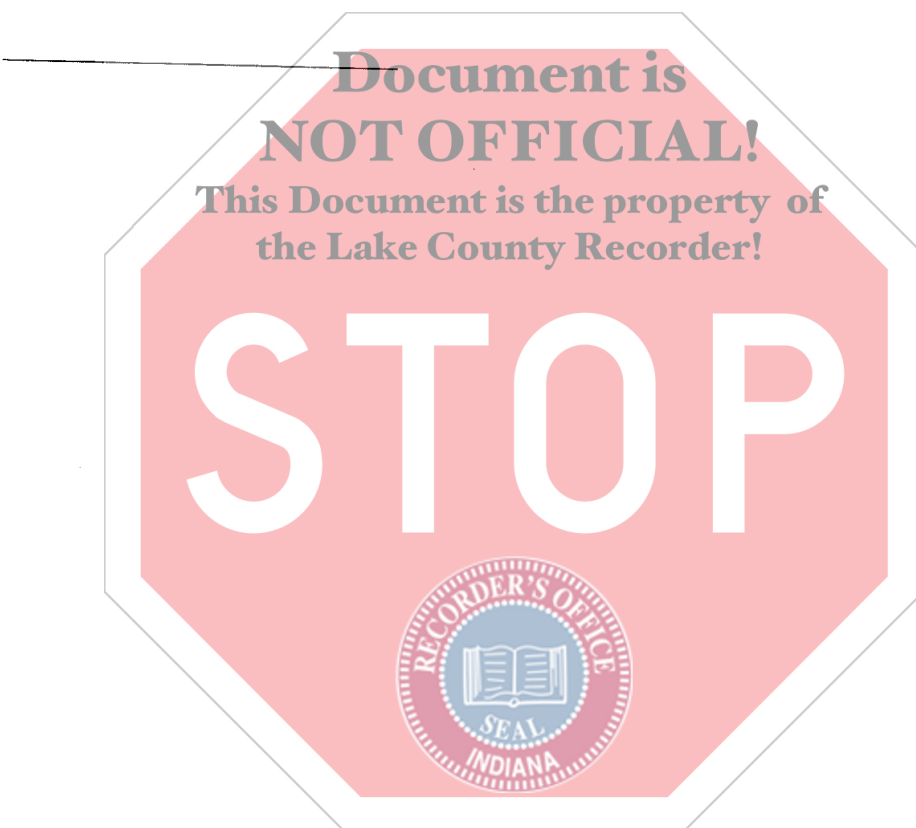 Document is
NOT OFFICIAL!
This Document is the property of
the Lake County Recorder!
STOP
RECORDER'S OFFICE
SEAL
INDIANA